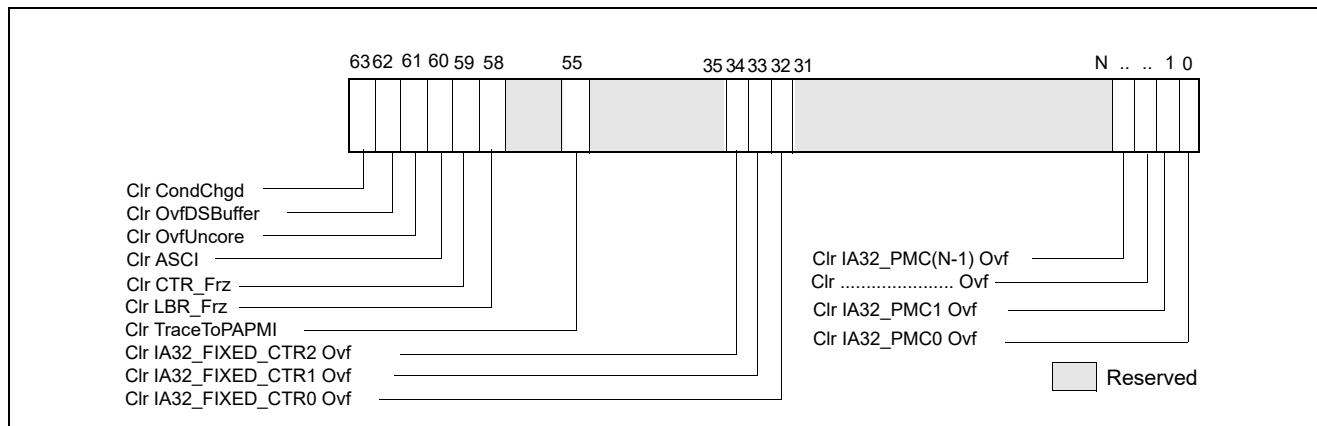 63 62 61 60 59 58 55 35 34 33 32 31 N .. .. 1 0
Clr CondChgd
Clr OvfDSBuffer
Clr OvfUncore
Clr ASCI
Clr CTR_Frz
Clr LBR_Frz
Clr TraceToPAPMI
Clr IA32_FIXED_CTR2 Ovf
Clr IA32_FIXED_CTR1 Ovf
Clr IA32_FIXED_CTR0 Ovf
Clr IA32_PMC(N-1) Ovf
Clr ...................... Ovf
Clr IA32_PMC1 Ovf
Clr IA32_PMC0 Ovf
Reserved